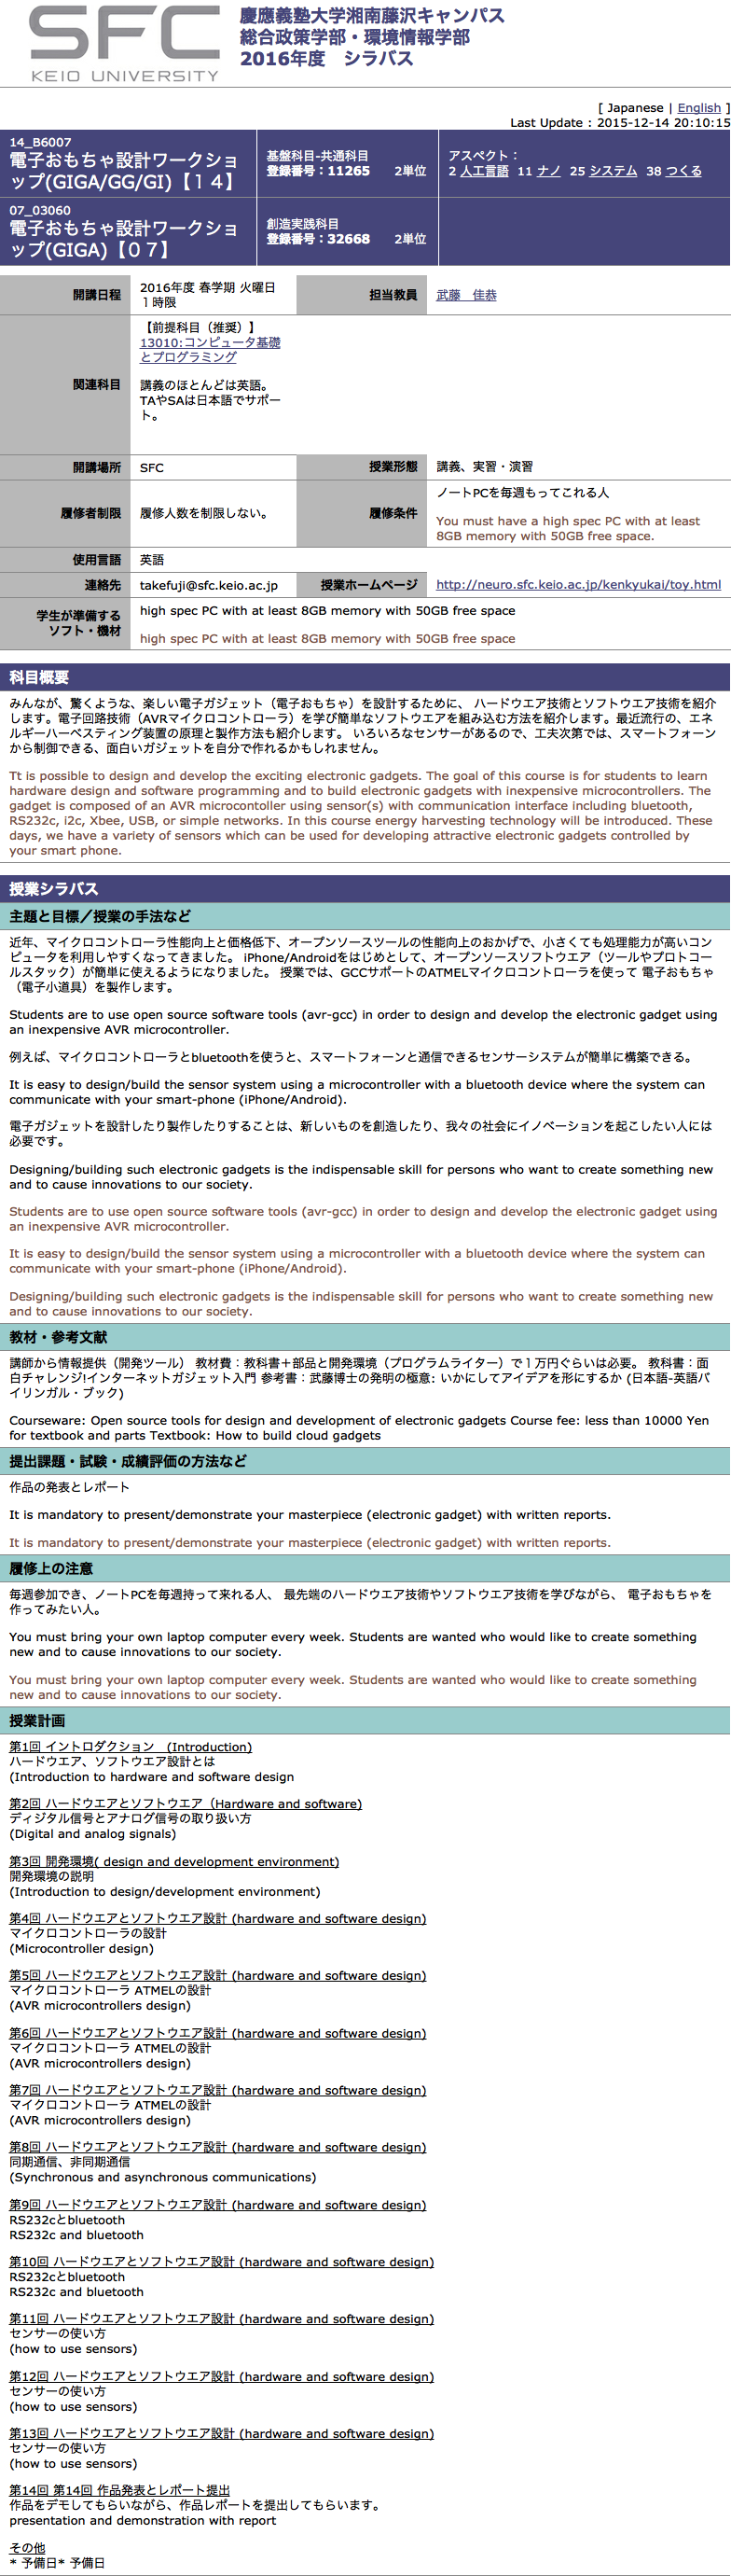 SFC
KEIO UNIVERSITY
慶應義塾大学湘南藤沢キャンパス
総合政策学部・環境情報学部
2016年度　シラバス
[ Japanese | English ]
Last Update : 2015-12-14 20:10:15
14_B6007
電子おもちゃ設計ワークショ
ップ(GIGA/GG/GI)【１４】
基盤科目-共通科目
登録番号：11265　　2単位
アスペクト：
2 人工言語　11 ナノ　25 システム　38 つくる
07_03060
電子おもちゃ設計ワークショ
ップ(GIGA)【０７】
創造実践科目
登録番号：32668　　2単位
開講日程
2016年度 春学期 火曜日
１時限
担当教員
武藤　佳恭
関連科目
【前提科目（推奨）】
13010:コンピュータ基礎
とプログラミング
講義のほとんどは英語。
TAやSAは日本語でサポー
ト。
開講場所
SFC
授業形態
講義、実習・演習
履修者制限
履修人数を制限しない。
履修条件
ノートPCを毎週もってこれる人
You must have a high spec PC with at least
8GB memory with 50GB free space.
使用言語
英語
連絡先
takefuji@sfc.keio.ac.jp
授業ホームページ
http://neuro.sfc.keio.ac.jp/kenkyukai/toy.html
学生が準備する
ソフト・機材
high spec PC with at least 8GB memory with 50GB free space
high spec PC with at least 8GB memory with 50GB free space
科目概要
みんなが、驚くような、楽しい電子ガジェット（電子おもちゃ）を設計するために、 ハードウエア技術とソフトウエア技術を紹介
します。電子回路技術（AVRマイクロコントローラ）を学び簡単なソフトウエアを組み込む方法を紹介します。最近流行の、エネ
ルギーハーベスティング装置の原理と製作方法も紹介します。 いろいろなセンサーがあるので、工夫次第では、スマートフォーン
から制御できる、面白いガジェットを自分で作れるかもしれません。
Tt is possible to design and develop the exciting electronic gadgets. The goal of this course is for students to learn
hardware design and software programming and to build electronic gadgets with inexpensive microcontrollers. The
gadget is composed of an AVR microcontoller using sensor(s) with communication interface including bluetooth,
RS232c, i2c, Xbee, USB, or simple networks. In this course energy harvesting technology will be introduced. These
days, we have a variety of sensors which can be used for developing attractive electronic gadgets controlled by
your smart phone.
授業シラバス
主題と目標／授業の手法など
近年、マイクロコントローラ性能向上と価格低下、オープンソースツールの性能向上のおかげで、小さくても処理能力が高いコン
ピュータを利用しやすくなってきました。 iPhone/Androidをはじめとして、オープンソースソフトウエア（ツールやプロトコー
ルスタック）が簡単に使えるようになりました。 授業では、GCCサポートのATMELマイクロコントローラを使って 電子おもちゃ
（電子小道具）を製作します。
Students are to use open source software tools (avr-gcc) in order to design and develop the electronic gadget using
an inexpensive AVR microcontroller.
例えば、マイクロコントローラとbluetoothを使うと、スマートフォーンと通信できるセンサーシステムが簡単に構築できる。
It is easy to design/build the sensor system using a microcontroller with a bluetooth device where the system can
communicate with your smart-phone (iPhone/Android).
電子ガジェットを設計したり製作したりすることは、新しいものを創造したり、我々の社会にイノベーションを起こしたい人には
必要です。
Designing/building such electronic gadgets is the indispensable skill for persons who want to create something new
and to cause innovations to our society.
Students are to use open source software tools (avr-gcc) in order to design and develop the electronic gadget using
an inexpensive AVR microcontroller.
It is easy to design/build the sensor system using a microcontroller with a bluetooth device where the system can
communicate with your smart-phone (iPhone/Android).
Designing/building such electronic gadgets is the indispensable skill for persons who want to create something new
and to cause innovations to our society.
教材・参考文献
講師から情報提供（開発ツール） 教材費：教科書＋部品と開発環境（プログラムライター）で１万円ぐらいは必要。 教科書：面
白チャレンジ!インターネットガジェット入門 参考書：武藤博士の発明の極意: いかにしてアイデアを形にするか (日本語-英語バ
イリンガル・ブック)
Courseware: Open source tools for design and development of electronic gadgets Course fee: less than 10000 Yen
for textbook and parts Textbook: How to build cloud gadgets
提出課題・試験・成績評価の方法など
作品の発表とレポート
It is mandatory to present/demonstrate your masterpiece (electronic gadget) with written reports.
It is mandatory to present/demonstrate your masterpiece (electronic gadget) with written reports.
履修上の注意
毎週参加でき、ノートPCを毎週持って来れる人、 最先端のハードウエア技術やソフトウエア技術を学びながら、 電子おもちゃを
作ってみたい人。
You must bring your own laptop computer every week. Students are wanted who would like to create something
new and to cause innovations to our society.
You must bring your own laptop computer every week. Students are wanted who would like to create something
new and to cause innovations to our society.
授業計画
第1回 イントロダクション　(Introduction)
ハードウエア、ソフトウエア設計とは
(Introduction to hardware and software design
第2回 ハードウエアとソフトウエア（Hardware and software)
ディジタル信号とアナログ信号の取り扱い方
(Digital and analog signals)
第3回 開発環境( design and development environment)
開発環境の説明
(Introduction to design/development environment)
第4回 ハードウエアとソフトウエア設計 (hardware and software design)
マイクロコントローラの設計
(Microcontroller design)
第5回 ハードウエアとソフトウエア設計 (hardware and software design)
マイクロコントローラ ATMELの設計
(AVR microcontrollers design)
第6回 ハードウエアとソフトウエア設計 (hardware and software design)
マイクロコントローラ ATMELの設計
(AVR microcontrollers design)
第7回 ハードウエアとソフトウエア設計 (hardware and software design)
マイクロコントローラ ATMELの設計
(AVR microcontrollers design)
第8回 ハードウエアとソフトウエア設計 (hardware and software design)
同期通信、非同期通信
(Synchronous and asynchronous communications)
第9回 ハードウエアとソフトウエア設計 (hardware and software design)
RS232cとbluetooth
RS232c and bluetooth
第10回 ハードウエアとソフトウエア設計 (hardware and software design)
RS232cとbluetooth
RS232c and bluetooth
第11回 ハードウエアとソフトウエア設計 (hardware and software design)
センサーの使い方
(how to use sensors)
第12回 ハードウエアとソフトウエア設計 (hardware and software design)
センサーの使い方
(how to use sensors)
第13回 ハードウエアとソフトウエア設計 (hardware and software design)
センサーの使い方
(how to use sensors)
第14回 第14回 作品発表とレポート提出
作品をデモしてもらいながら、作品レポートを提出してもらいます。
presentation and demonstration with report
その他
* 予備日* 予備日